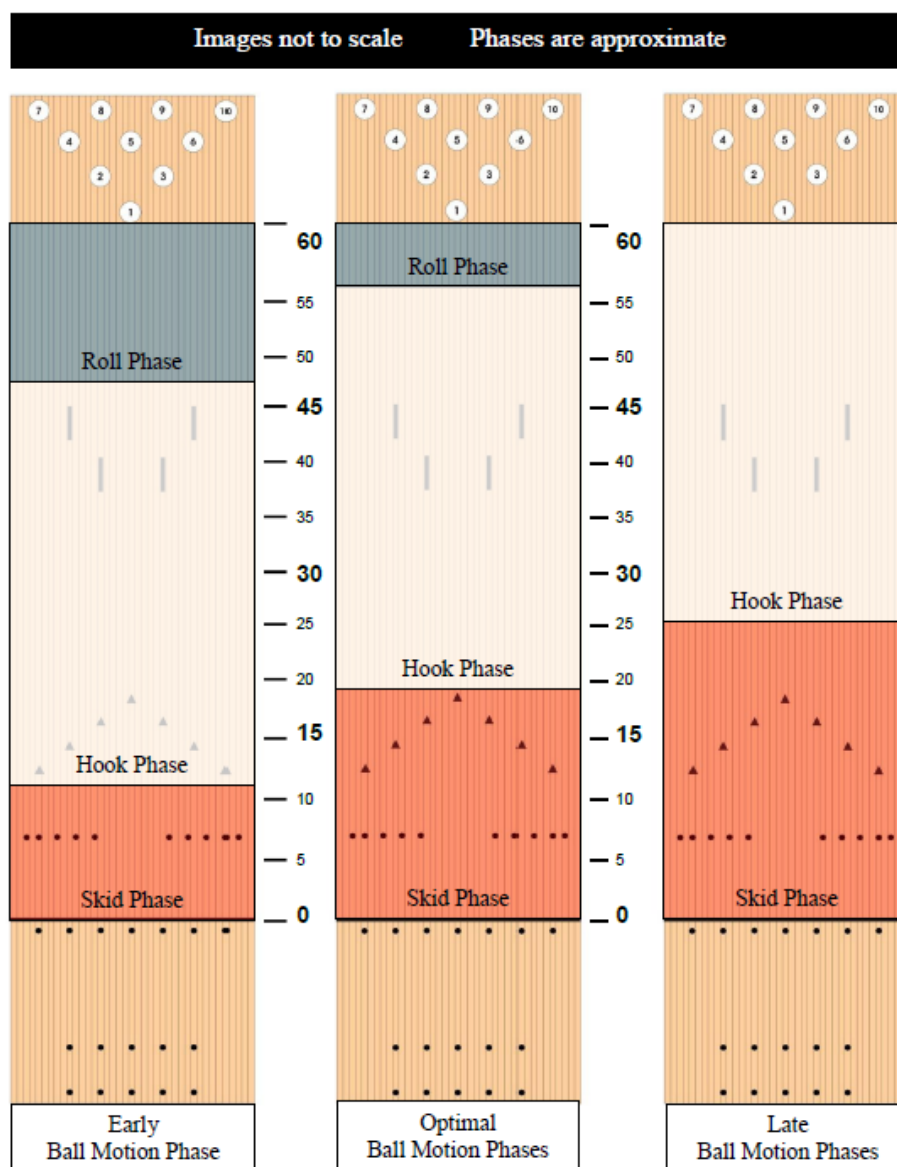 Images not to scale Phases are approximate
7 8 9 10
4 5 6
2 3
1
Roll Phase
Hook Phase
Skid Phase
Early
Ball Motion Phase
60
55
50
45
40
35
30
25
20
15
10
5
0
7 8 9 10
4 5 6
2 3
1
Roll Phase
Hook Phase
Skid Phase
Optimal
Ball Motion Phases
60
55
50
45
40
35
30
25
20
15
10
5
0
7 8 9 10
4 5 6
2 3
1
Hook Phase
Skid Phase
Late
Ball Motion Phases